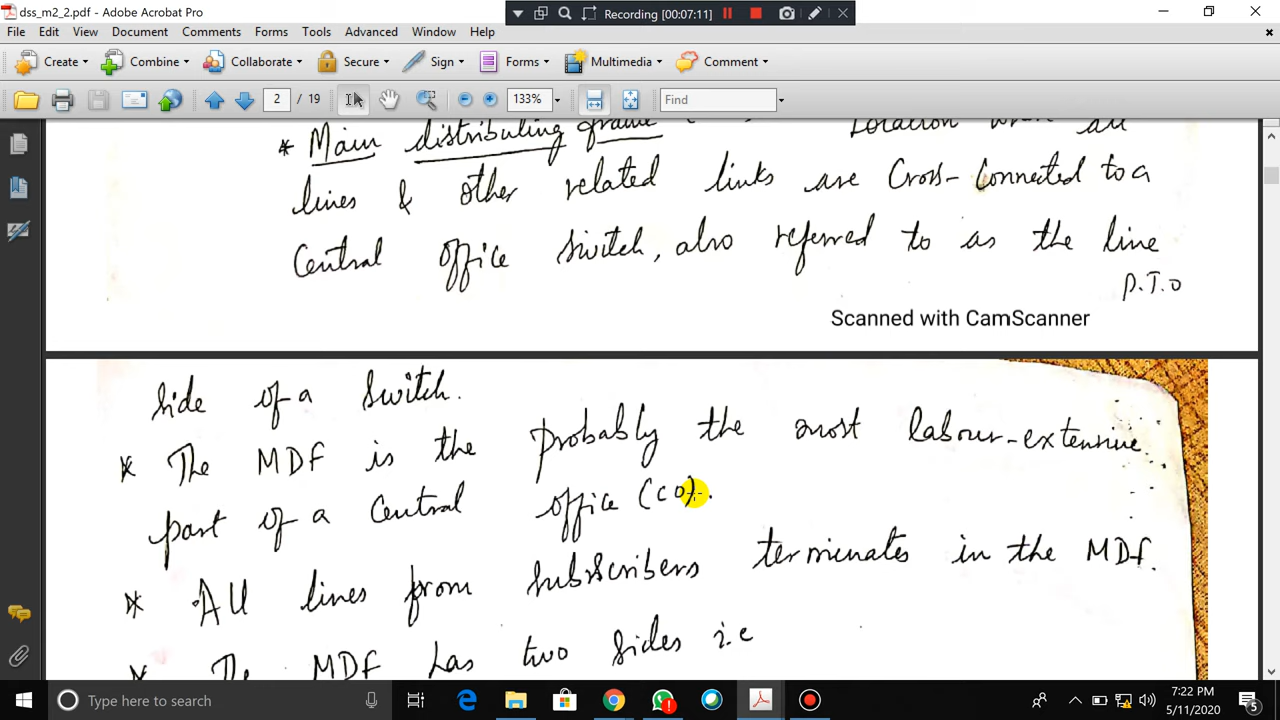 dss_m2_2.pdf - Adobe Acrobat Pro
Recording [00:07:11]
File Edit View Document Comments Forms Tools Advanced Window Help
Create Combine Collaborate Secure Sign Forms Multimedia Comment
2 / 19 133% Find
* Main distributing frame location where all
lines & other related links are Cross-Connected to a
Central office switch, also referred to as the line
P.T.O
Scanned with CamScanner
side of a switch.
* The MDF is the probably the most labour-extensive
part of a Central office (CO).
* All lines from subscribers terminates in the MDF.
* The MDF has two sides i.e
Type here to search
7:22 PM
5/11/2020
5